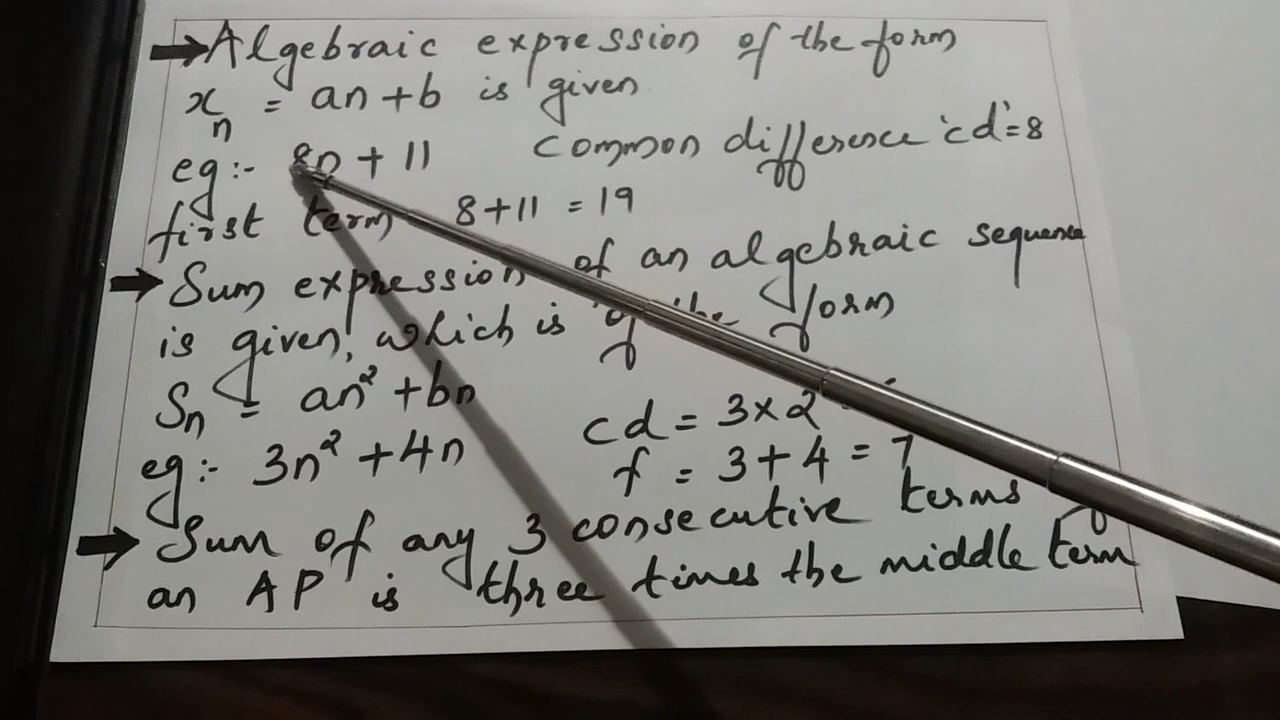 → Algebraic expression of the form
xₙ = an + b is given
eg:- 8n + 11 common difference 'cd' = 8
first term 8 + 11 = 19
→ Sum expression of an algebraic sequence
is given, which is of the form
Sₙ = an² + bn
eg:- 3n² + 4n cd = 3 × 2
f = 3 + 4 = 7
→ Sum of any 3 consecutive terms
an AP is three times the middle term